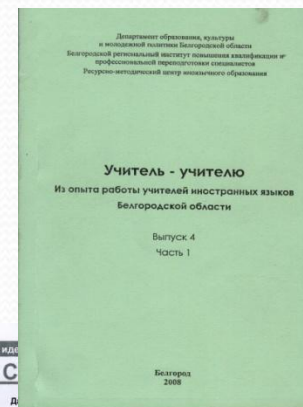 Департамент образования, культуры
и молодежной политики Белгородской области
Белгородский региональный институт повышения квалификации и
профессиональной переподготовки специалистов
Ресурсно-методический центр иноязычного образования
Учитель - учителю
Из опыта работы учителей иностранных языков
Белгородской области
Выпуск 4
Часть 1
Белгород
2008